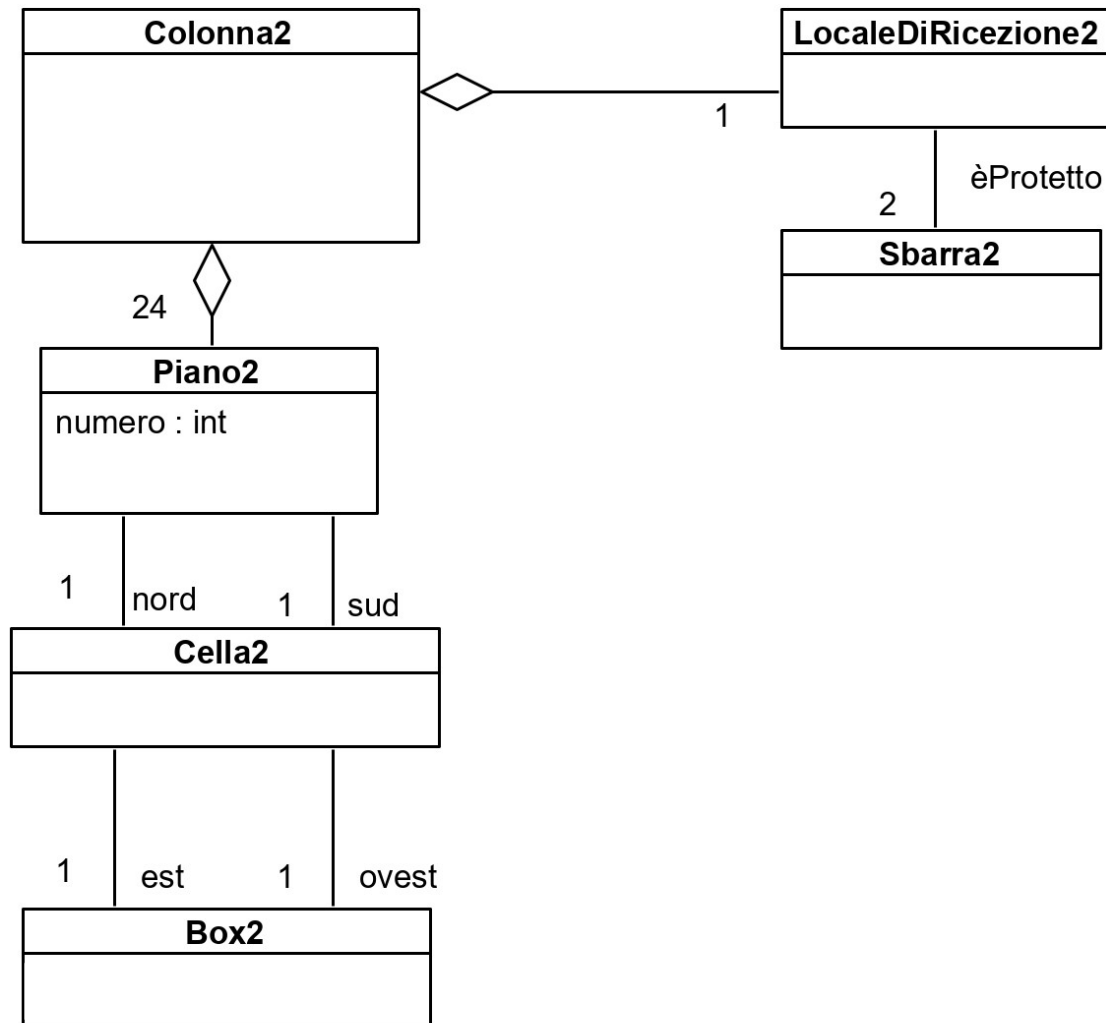 Colonna2
LocaleDiRicezione2
1
èProtetto
2
Sbarra2
24
Piano2
numero : int
1
nord
1
sud
Cella2
1
est
1
ovest
Box2